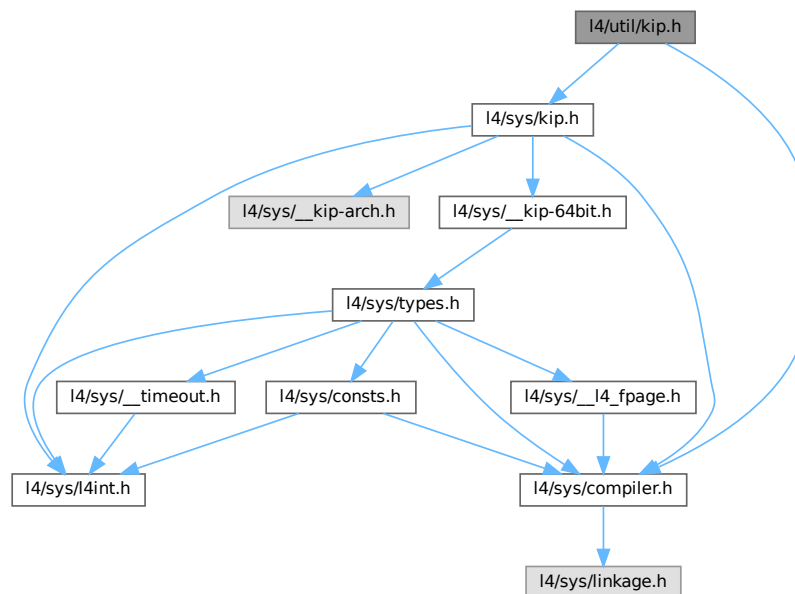 l4/util/kip.h
l4/sys/kip.h
l4/sys/__kip-arch.h
l4/sys/__kip-64bit.h
l4/sys/types.h
l4/sys/__timeout.h
l4/sys/consts.h
l4/sys/__l4_fpage.h
l4/sys/l4int.h
l4/sys/compiler.h
l4/sys/linkage.h